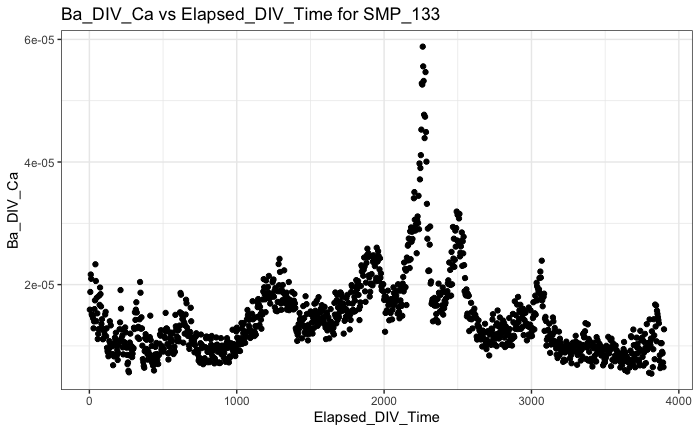 Ba_DIV_Ca vs Elapsed_DIV_Time for SMP_133
6e-05
4e-05
2e-05
Ba_DIV_Ca
0 1000 2000 3000 4000
Elapsed_DIV_Time